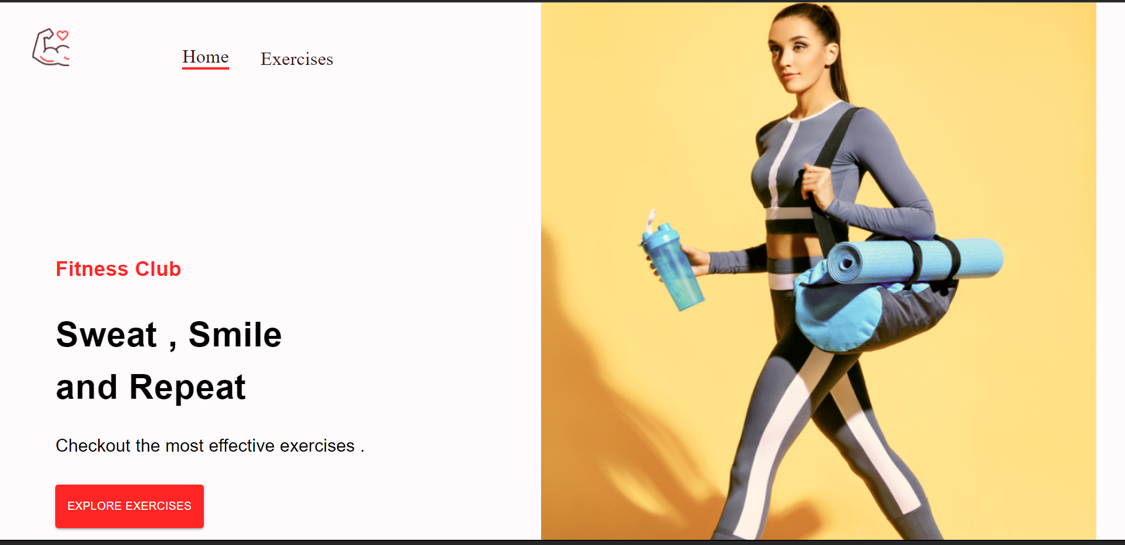 Home Exercises
Fitness Club
Sweat , Smile
and Repeat
Checkout the most effective exercises .
EXPLORE EXERCISES